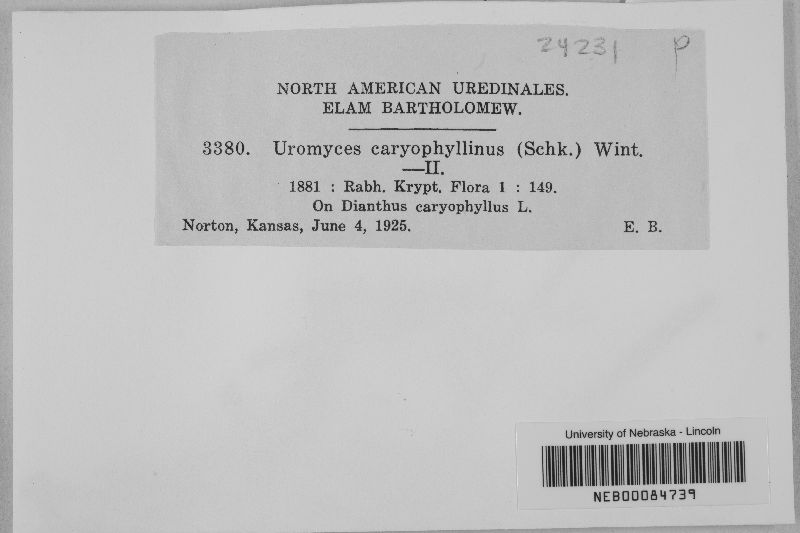 24231 P
NORTH AMERICAN UREDINALES.
ELAM BARTHOLOMEW.
3380. Uromyces caryophyllinus (Schk.) Wint.
—II.
1881 : Rabh. Krypt. Flora 1 : 149.
On Dianthus caryophyllus L.
Norton, Kansas, June 4, 1925. E. B.
University of Nebraska - Lincoln
NEB00084739